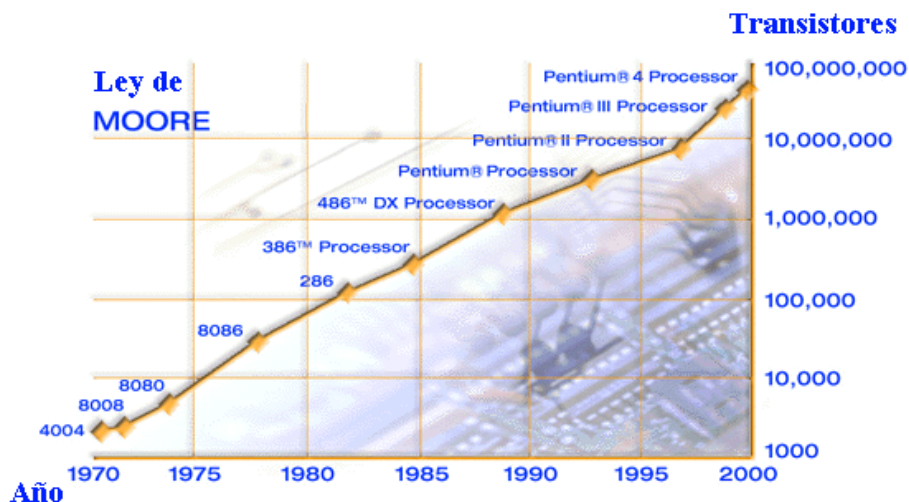 Transistores
Ley de
MOORE
100,000,000
Pentium® 4 Processor
Pentium® III Processor
10,000,000
Pentium® II Processor
Pentium® Processor
486™ DX Processor
1,000,000
386™ Processor
286
100,000
8086
10,000
8080
8008
4004
1000
1970 1975 1980 1985 1990 1995 2000
Año